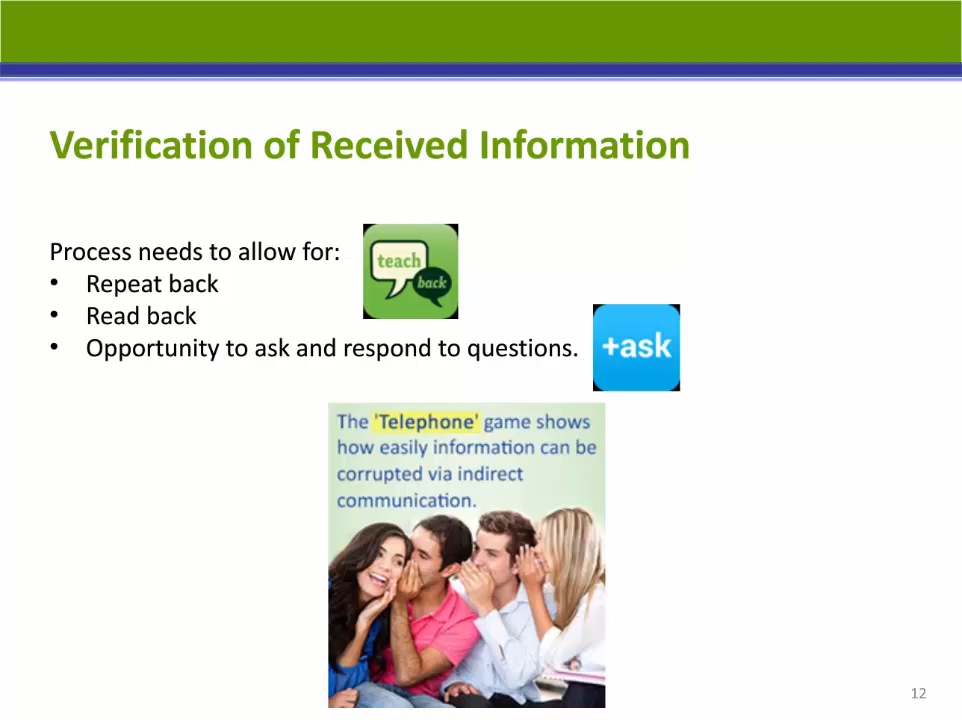 Verification of Received Information
Process needs to allow for:
• Repeat back
• Read back
• Opportunity to ask and respond to questions.
teach
back
+ask
The 'Telephone' game shows
how easily information can be
corrupted via indirect
communication.
12